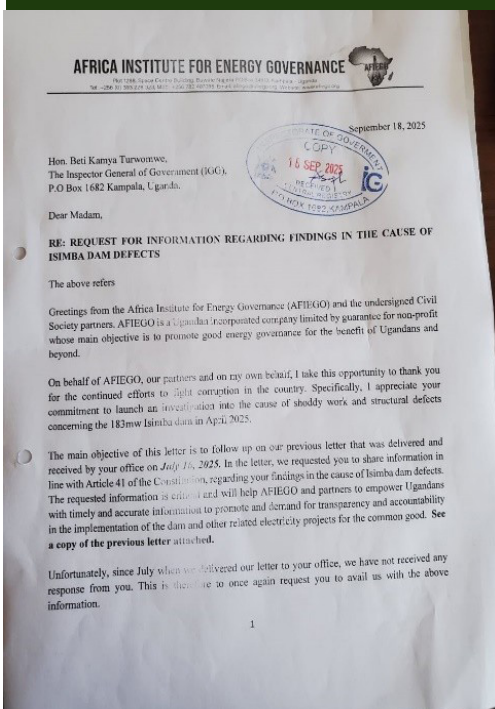 AFRICA INSTITUTE FOR ENERGY GOVERNANCE
AFIEGO
September 18, 2025
COPY
SEP 2025
RECEIVED
CENTRAL REGISTRY
P.O BOX 1682, KAMPALA
IG
Hon. Beti Kamya Turwomwe,
The Inspector General of Government (IGG),
P.O Box 1682 Kampala, Uganda.
Dear Madam,
RE: REQUEST FOR INFORMATION REGARDING FINDINGS IN THE CAUSE OF
ISIMBA DAM DEFECTS
The above refers
Greetings from the Africa Institute for Energy Governance (AFIEGO) and the undersigned Civil
Society partners. AFIEGO is a Ugandan incorporated company limited by guarantee for non-profit
whose main objective is to promote good energy governance for the benefit of Ugandans and
beyond.
On behalf of AFIEGO, our partners and on my own behalf, I take this opportunity to thank you
for the continued efforts to fight corruption in the country. Specifically, I appreciate your
commitment to launch an investigation into the cause of shoddy work and structural defects
concerning the 183mw Isimba dam in April 2025.
The main objective of this letter is to follow up on our previous letter that was delivered and
received by your office on July 16, 2025. In the letter, we requested you to share information in
line with Article 41 of the Constitution, regarding your findings in the cause of Isimba dam defects.
The requested information is critical and will help AFIEGO and partners to empower Ugandans
with timely and accurate information to promote and demand for transparency and accountability
in the implementation of the dam and other related electricity projects for the common good. See
a copy of the previous letter attached.
Unfortunately, since July when we delivered our letter to your office, we have not received any
response from you. This is therefore to once again request you to avail us with the above
information.
1